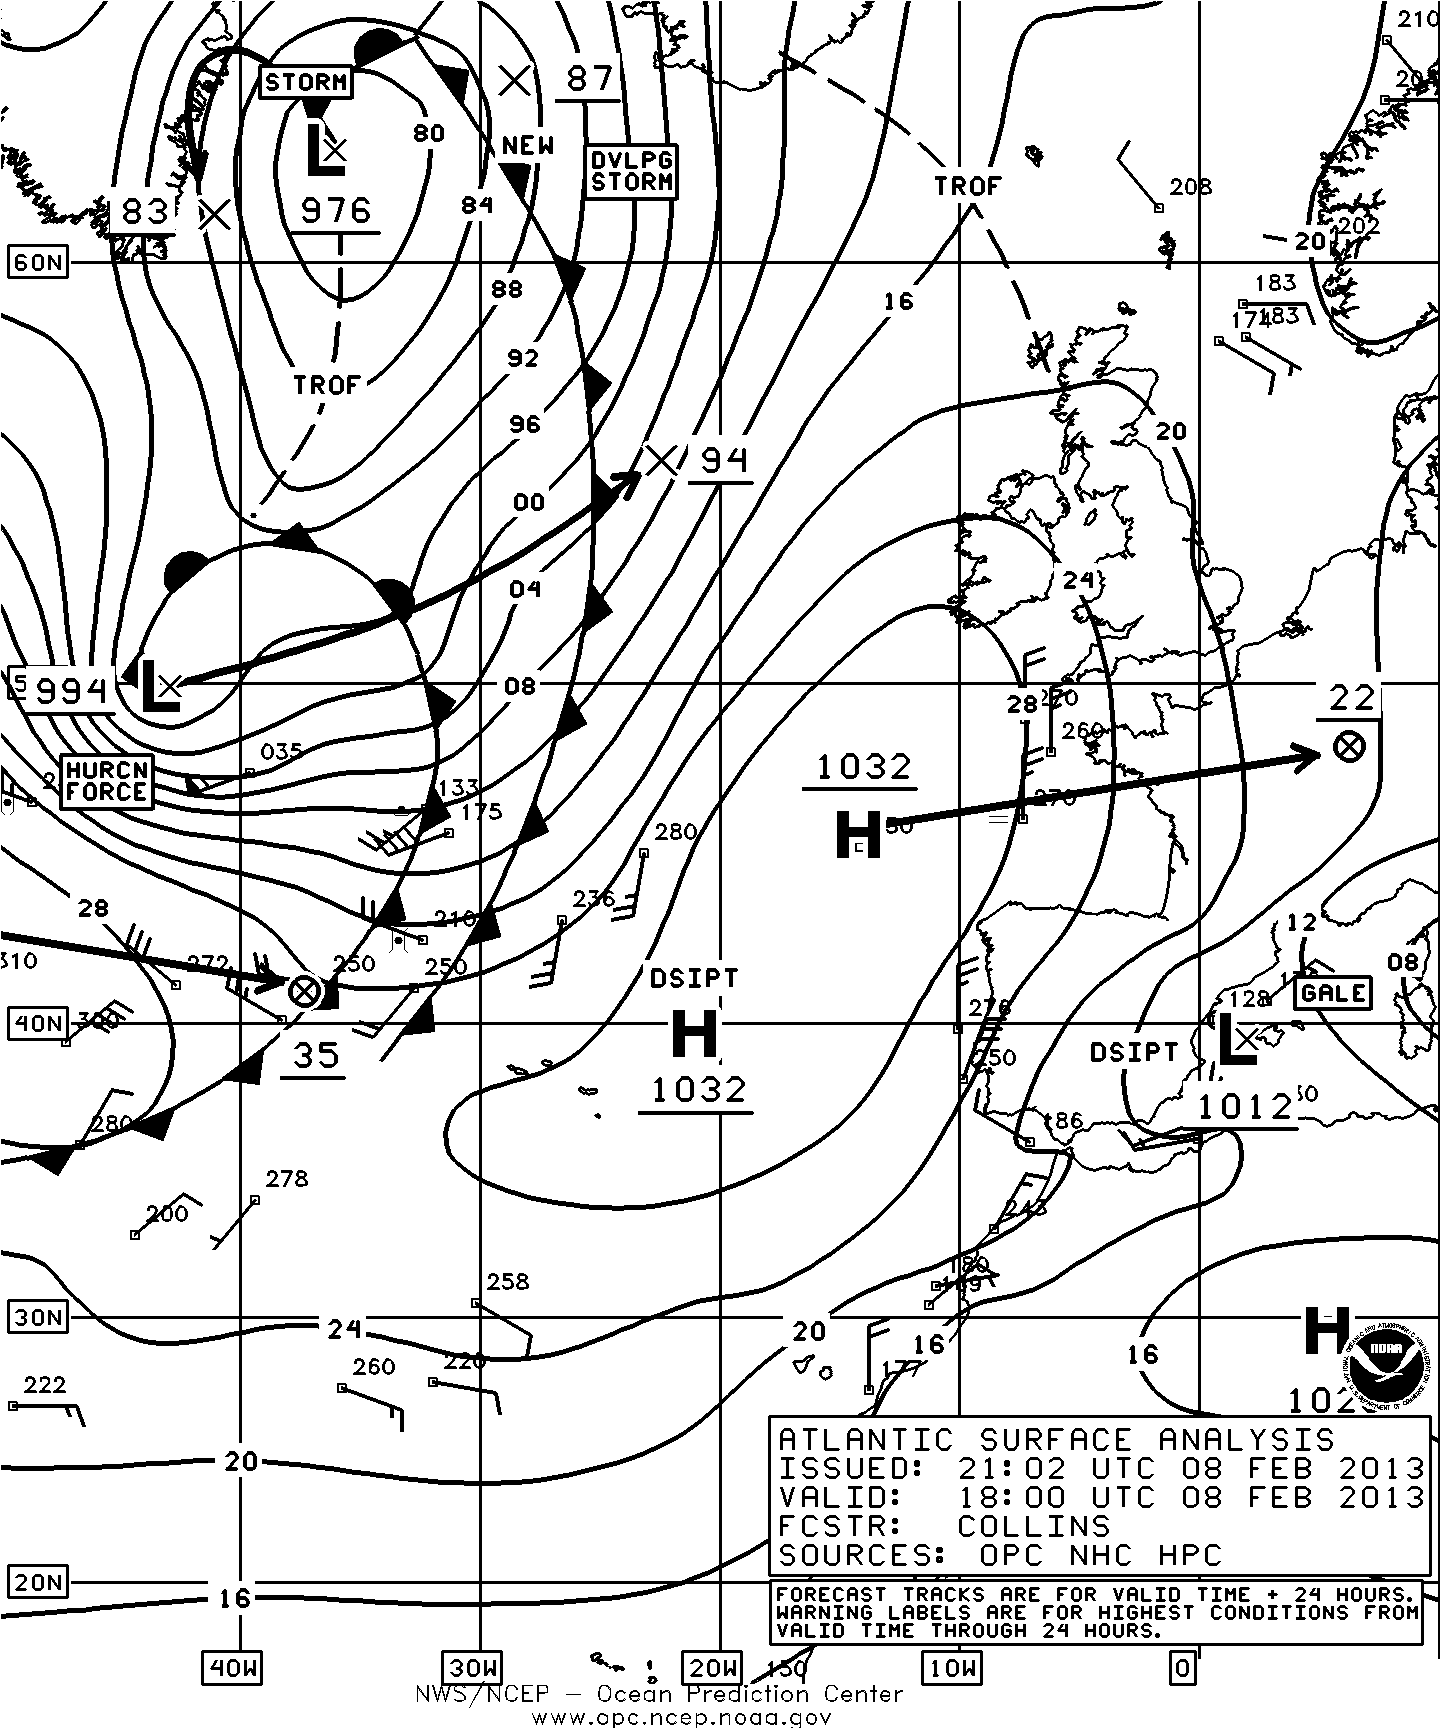 210
STORM
87
80
NEW
DVLPG
STORM
TROF
208
83
976
84
202
20
60N
88
183
16
183
92
TROF
96
20
94
00
24
04
994
08
28
22
260
035
HURCN
FORCE
1032
133
175
270
H
280
28
236
210
12
310
272
250
250
DSIPT
08
GALE
276
128
40N
300
H
DSIPT
L
35
250
1032
1012
280
186
278
200
243
180
258
30N
24
20
16
16
H
NOAA
222
260
220
177
20
ATLANTIC SURFACE ANALYSIS
ISSUED: 21:02 UTC 08 FEB 2013
VALID: 18:00 UTC 08 FEB 2013
FCSTR: COLLINS
SOURCES: OPC NHC HPC
20N
16
FORECAST TRACKS ARE FOR VALID TIME + 24 HOURS.
WARNING LABELS ARE FOR HIGHEST CONDITIONS FROM
VALID TIME THROUGH 24 HOURS.
40W 30W 20W 150 10W 0
NWS/NCEP – Ocean Prediction Center
www.opc.ncep.noaa.gov